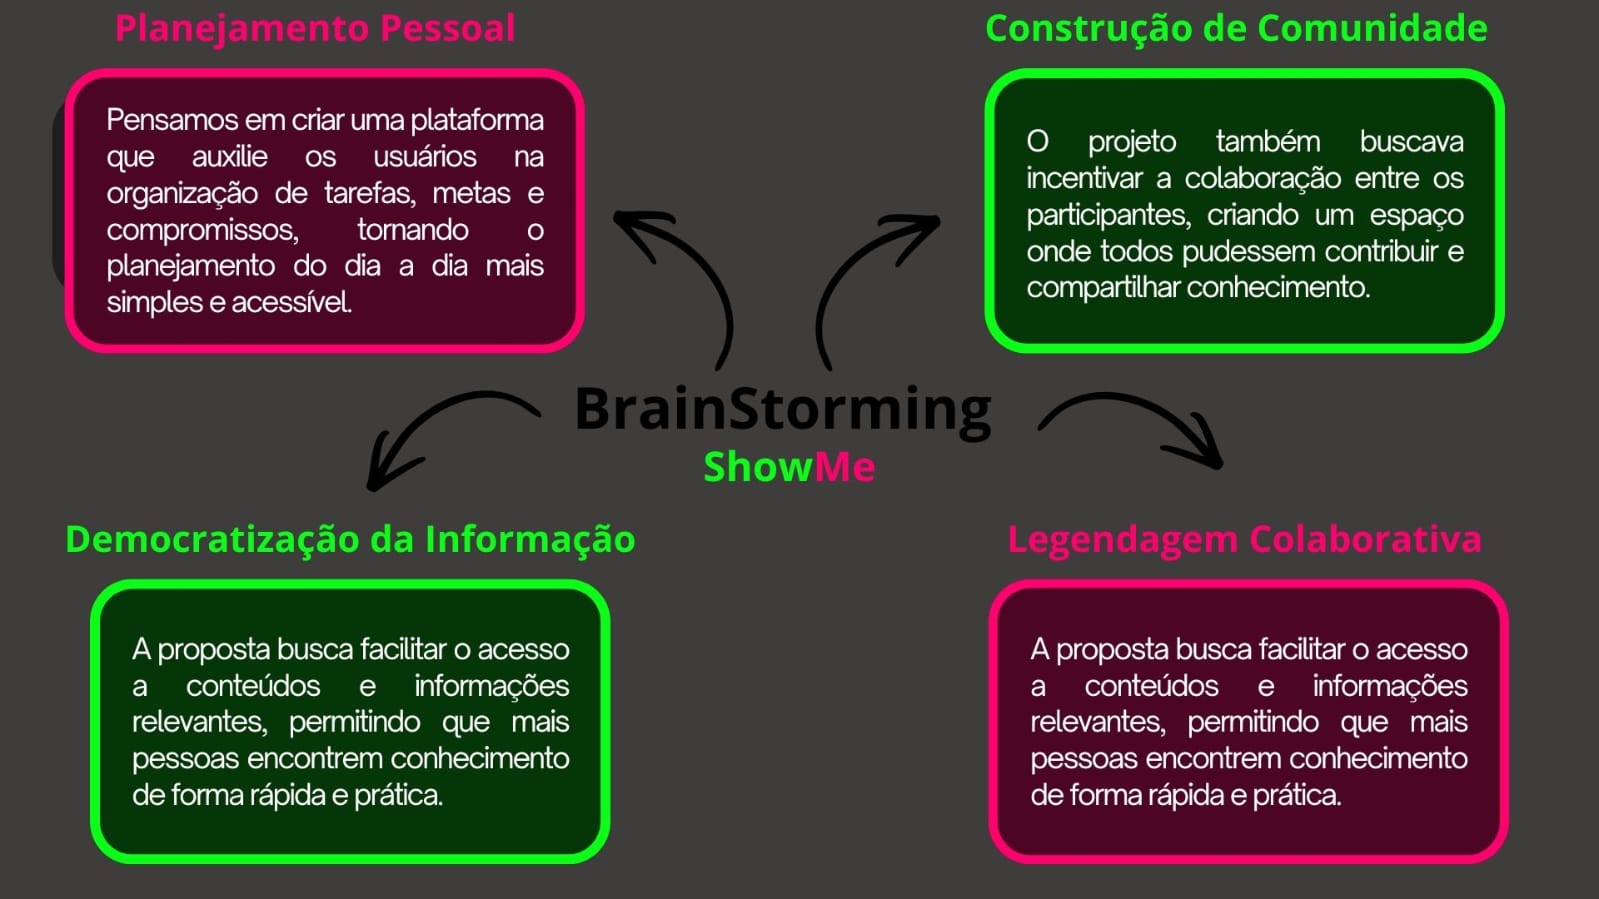 Planejamento Pessoal
Pensamos em criar uma plataforma
que auxilie os usuários na
organização de tarefas, metas e
compromissos, tornando o
planejamento do dia a dia mais
simples e acessível.
Construção de Comunidade
O projeto também buscava
incentivar a colaboração entre os
participantes, criando um espaço
onde todos pudessem contribuir e
compartilhar conhecimento.
BrainStorming
ShowMe
Democratização da Informação
A proposta busca facilitar o acesso
a conteúdos e informações
relevantes, permitindo que mais
pessoas encontrem conhecimento
de forma rápida e prática.
Legendagem Colaborativa
A proposta busca facilitar o acesso
a conteúdos e informações
relevantes, permitindo que mais
pessoas encontrem conhecimento
de forma rápida e prática.